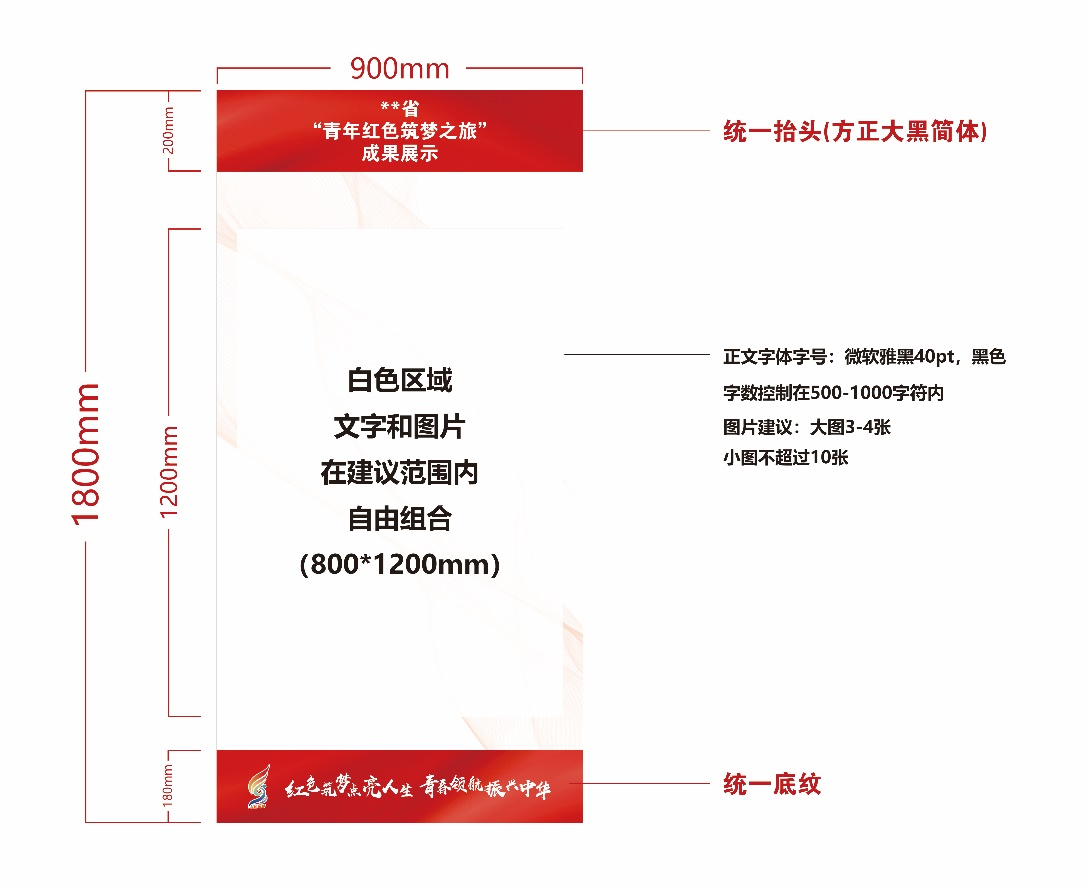 900mm
200mm
**省
“青年红色筑梦之旅”
成果展示
统一抬头(方正大黑简体)
1800mm
1200mm
白色区域
文字和图片
在建议范围内
自由组合
(800*1200mm)
正文字体字号：微软雅黑40pt，黑色
字数控制在500-1000字符内
图片建议：大图3-4张
小图不超过10张
180mm
红色筑梦点亮人生 青春领航振兴中华
统一底纹